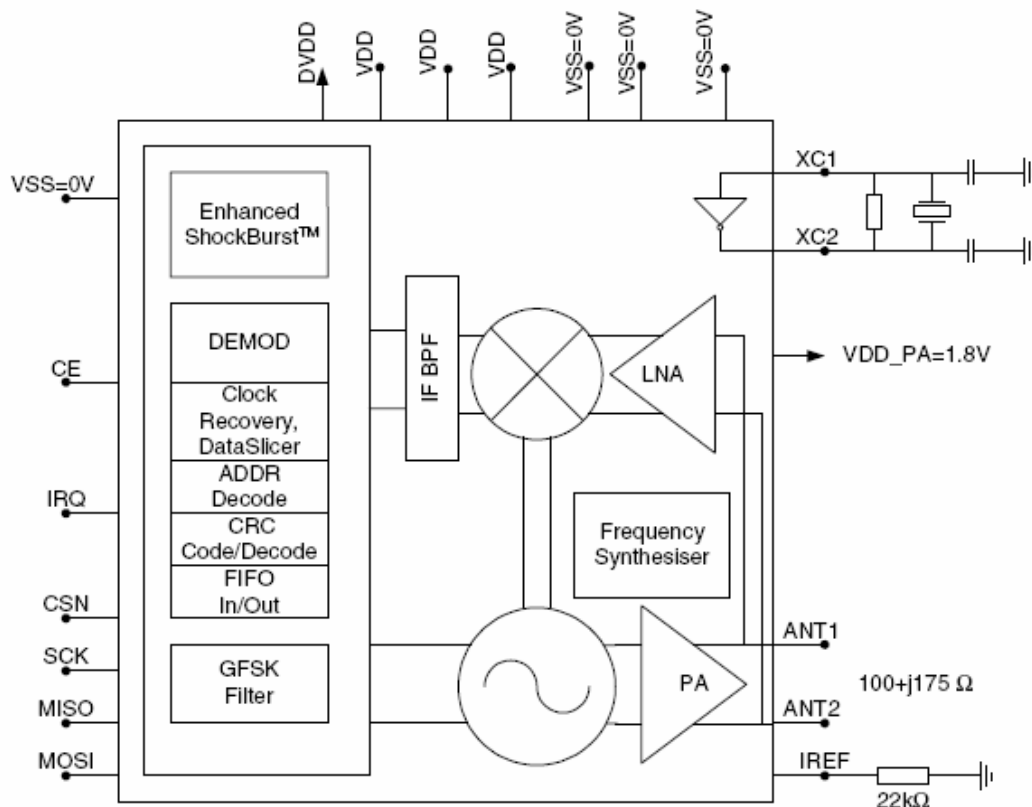 DVDD
VDD
VDD
VDD
VSS=0V
VSS=0V
VSS=0V
VSS=0V
CE
IRQ
CSN
SCK
MISO
MOSI
Enhanced
ShockBurst™
DEMOD
Clock
Recovery,
DataSlicer
ADDR
Decode
CRC
Code/Decode
FIFO
In/Out
GFSK
Filter
IF BPF
LNA
Frequency
Synthesiser
PA
XC1
XC2
VDD_PA=1.8V
ANT1
100+j175 Ω
ANT2
IREF
22kΩ